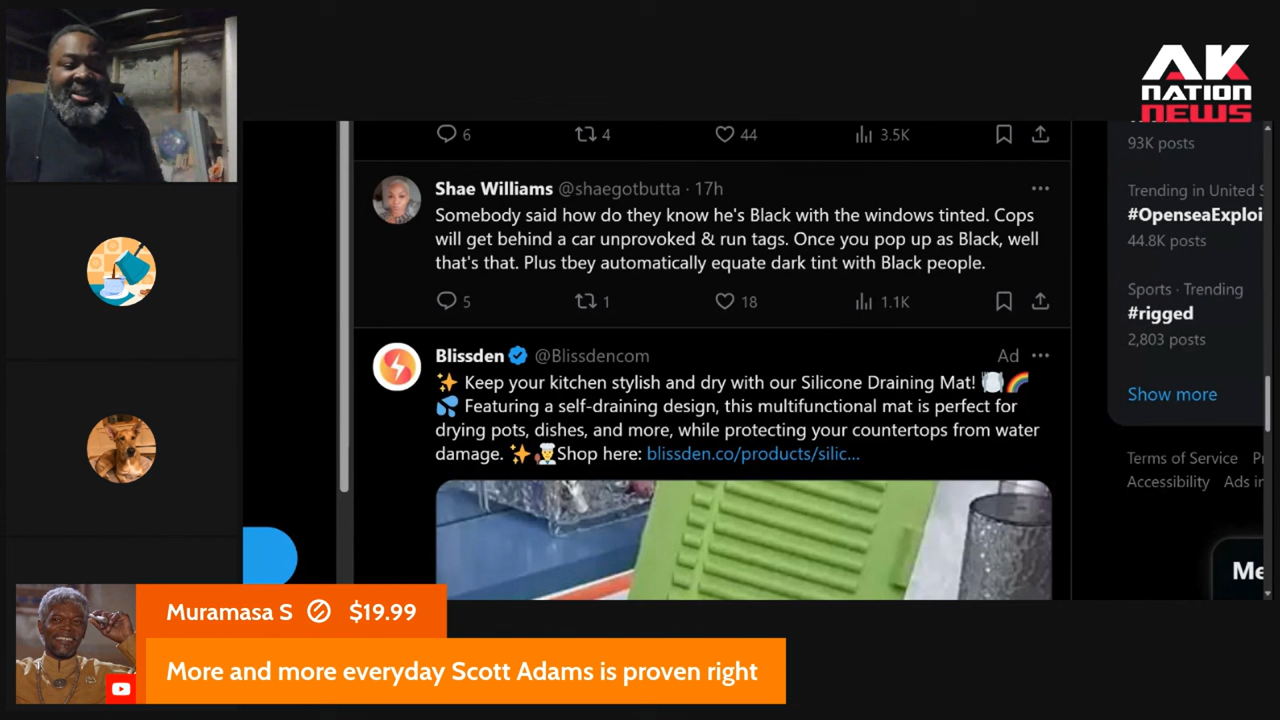 AK
NATION
NEWS
6 4 44 3.5K
93K posts
Shae Williams @shaegotbutta · 17h
Somebody said how do they know he's Black with the windows tinted. Cops
will get behind a car unprovoked & run tags. Once you pop up as Black, well
that's that. Plus tbey automatically equate dark tint with Black people.
5 1 18 1.1K
Trending in United S
#OpenseaExploi
44.8K posts
Sports · Trending
#rigged
2,803 posts
Show more
Terms of Service
Accessibility Ads in
Blissden @Blissdencom Ad
✨ Keep your kitchen stylish and dry with our Silicone Draining Mat! 🍽️🌈
💦 Featuring a self-draining design, this multifunctional mat is perfect for
drying pots, dishes, and more, while protecting your countertops from water
damage. ✨👨‍🍳Shop here: blissden.co/products/silic...
Me
Muramasa S $19.99
More and more everyday Scott Adams is proven right